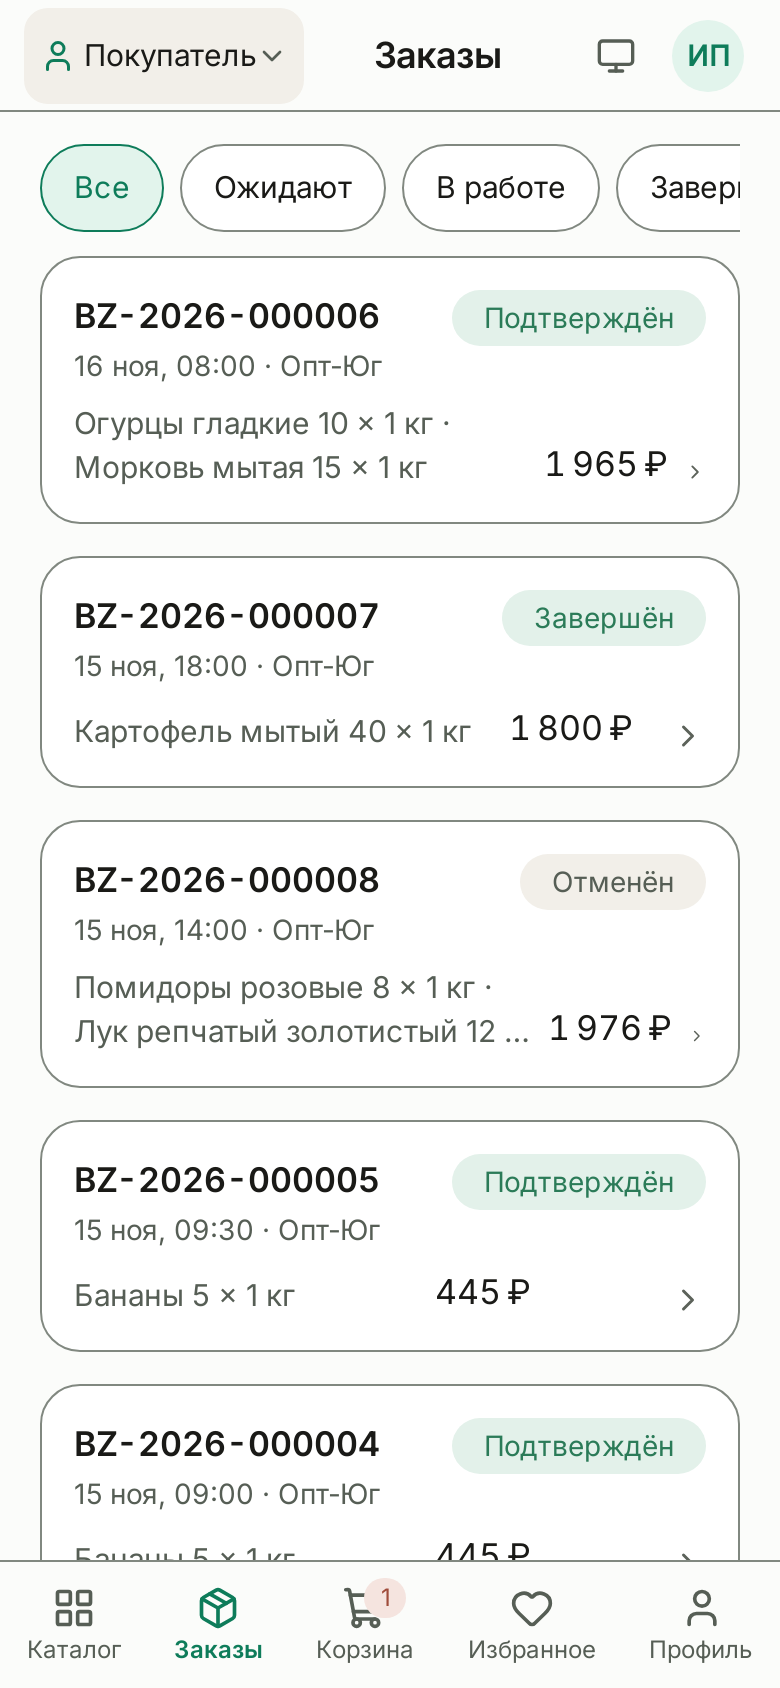 Покупатель
Заказы
ИП
Все
Ожидают
В работе
BZ-2026-000006
Подтверждён
16 ноя, 08:00 · Опт-Юг
Огурцы гладкие 10 × 1 кг ·
Морковь мытая 15 × 1 кг
1 965 ₽
BZ-2026-000007
Завершён
15 ноя, 18:00 · Опт-Юг
Картофель мытый 40 × 1 кг
1 800 ₽
BZ-2026-000008
Отменён
15 ноя, 14:00 · Опт-Юг
Помидоры розовые 8 × 1 кг ·
Лук репчатый золотистый 12 ...
1 976 ₽
BZ-2026-000005
Подтверждён
15 ноя, 09:30 · Опт-Юг
Бананы 5 × 1 кг
445 ₽
BZ-2026-000004
Подтверждён
15 ноя, 09:00 · Опт-Юг
Бананы 5 × 1 кг
445 ₽
1
Каталог
Заказы
Корзина
Избранное
Профиль